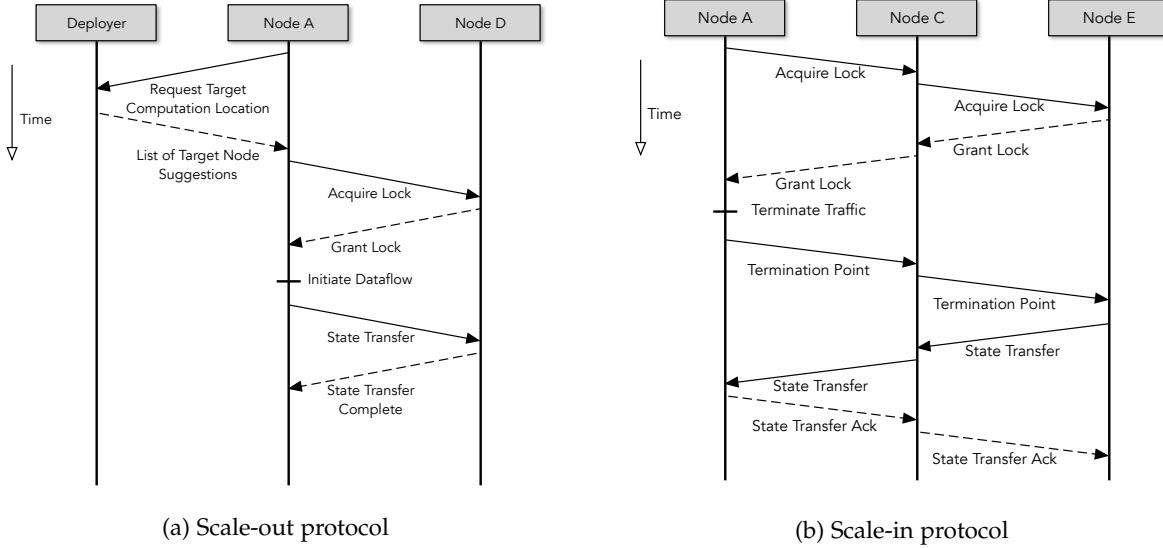 Deployer
Node A
Node D
Time
Request Target
Computation Location
List of Target Node
Suggestions
Acquire Lock
Grant Lock
Initiate Dataflow
State Transfer
State Transfer
Complete
(a) Scale-out protocol
Node A
Node C
Node E
Time
Acquire Lock
Acquire Lock
Grant Lock
Grant Lock
Terminate Traffic
Termination Point
Termination Point
State Transfer
State Transfer
State Transfer Ack
State Transfer Ack
(b) Scale-in protocol